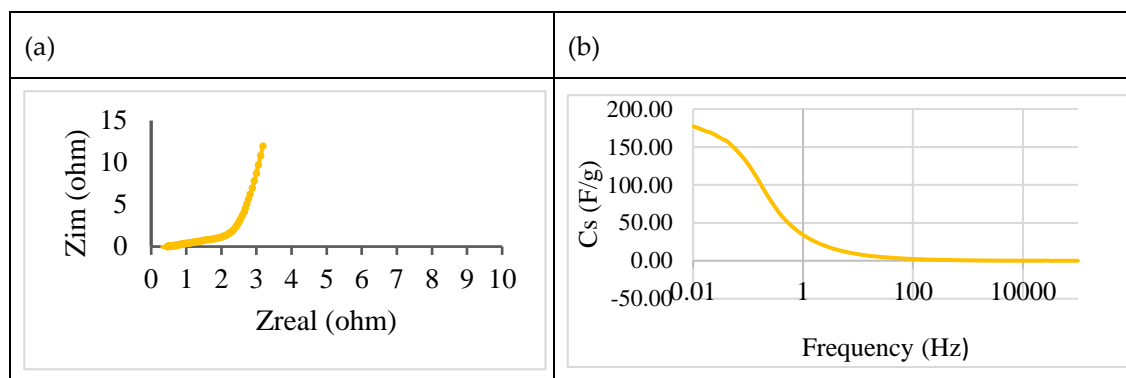 (a)
(b)
15
10
5
0
Zim (ohm)
0 1 2 3 4 5 6 7 8 9 10
Zreal (ohm)
200.00
150.00
100.00
50.00
0.00
-50.00
Cs (F/g)
0.01 1 100 10000
Frequency (Hz)